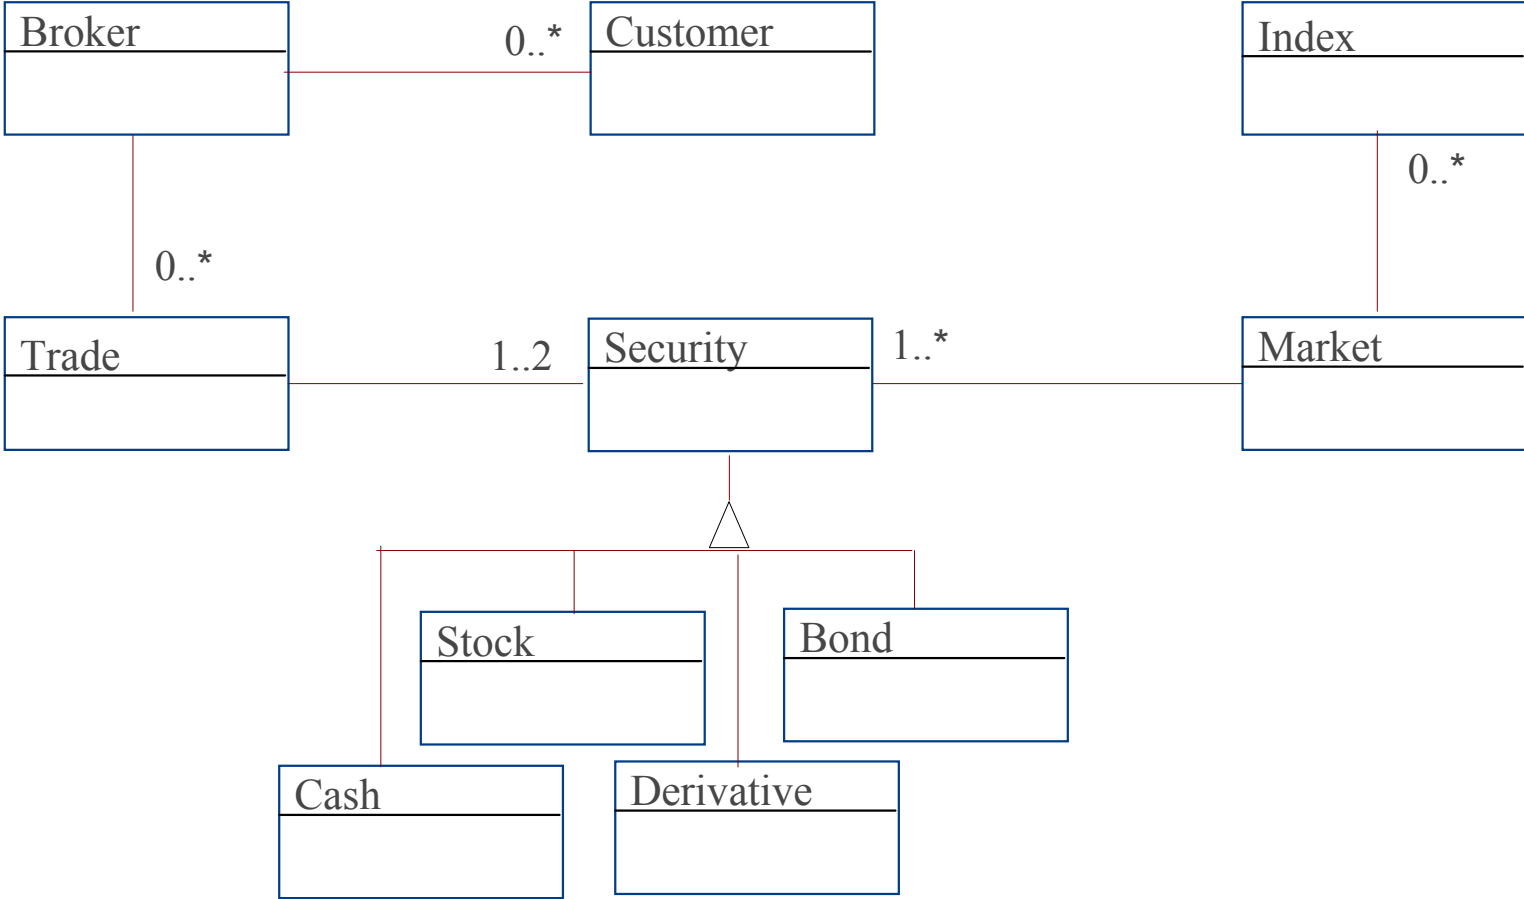 Broker
0..*
Customer
Index
0..*
0..*
Trade
1..2
Security
1..*
Market
Stock
Bond
Cash
Derivative